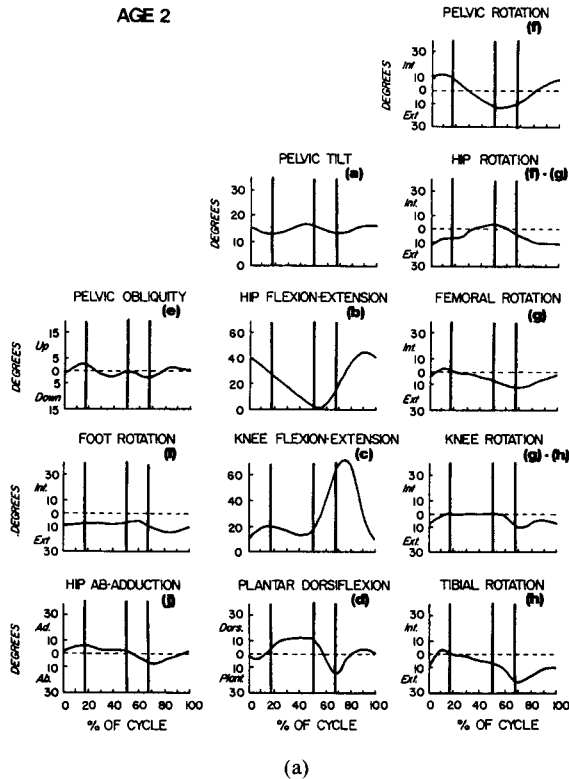 AGE 2
PELVIC ROTATION
(f)
DEGREES
Int
Ext
30
10
0
10
30
PELVIC TILT
(a)
DEGREES
30
20
10
0
HIP ROTATION
(f) - (g)
Int.
Ext
30
10
0
10
30
PELVIC OBLIQUITY
(e)
DEGREES
Up
Down
15
5
0
5
15
HIP FLEXION-EXTENSION
(b)
60
40
20
0
FEMORAL ROTATION
(g)
Int.
Ext
30
10
0
10
30
FOOT ROTATION
(i)
DEGREES
Int.
Ext
30
10
0
10
30
KNEE FLEXION-EXTENSION
(c)
60
40
20
0
KNEE ROTATION
(g) - (h)
Int
Ext
30
10
0
10
30
HIP AB-ADDUCTION
(j)
DEGREES
Ad.
Ab.
30
10
0
10
30
0 20 40 60 80 100
% OF CYCLE
PLANTAR DORSIFLEXION
(d)
Dors.
Plant.
30
10
0
10
30
0 20 40 60 80 100
% OF CYCLE
TIBIAL ROTATION
(h)
Int.
Ext.
30
10
0
10
30
0 20 40 60 80 100
% OF CYCLE
(a)